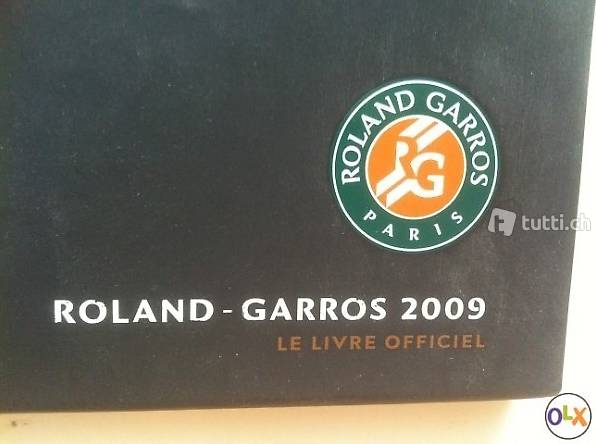 ROLAND GARROS
RG
PARIS
tutti.ch
ROLAND - GARROS 2009
LE LIVRE OFFICIEL
OLX